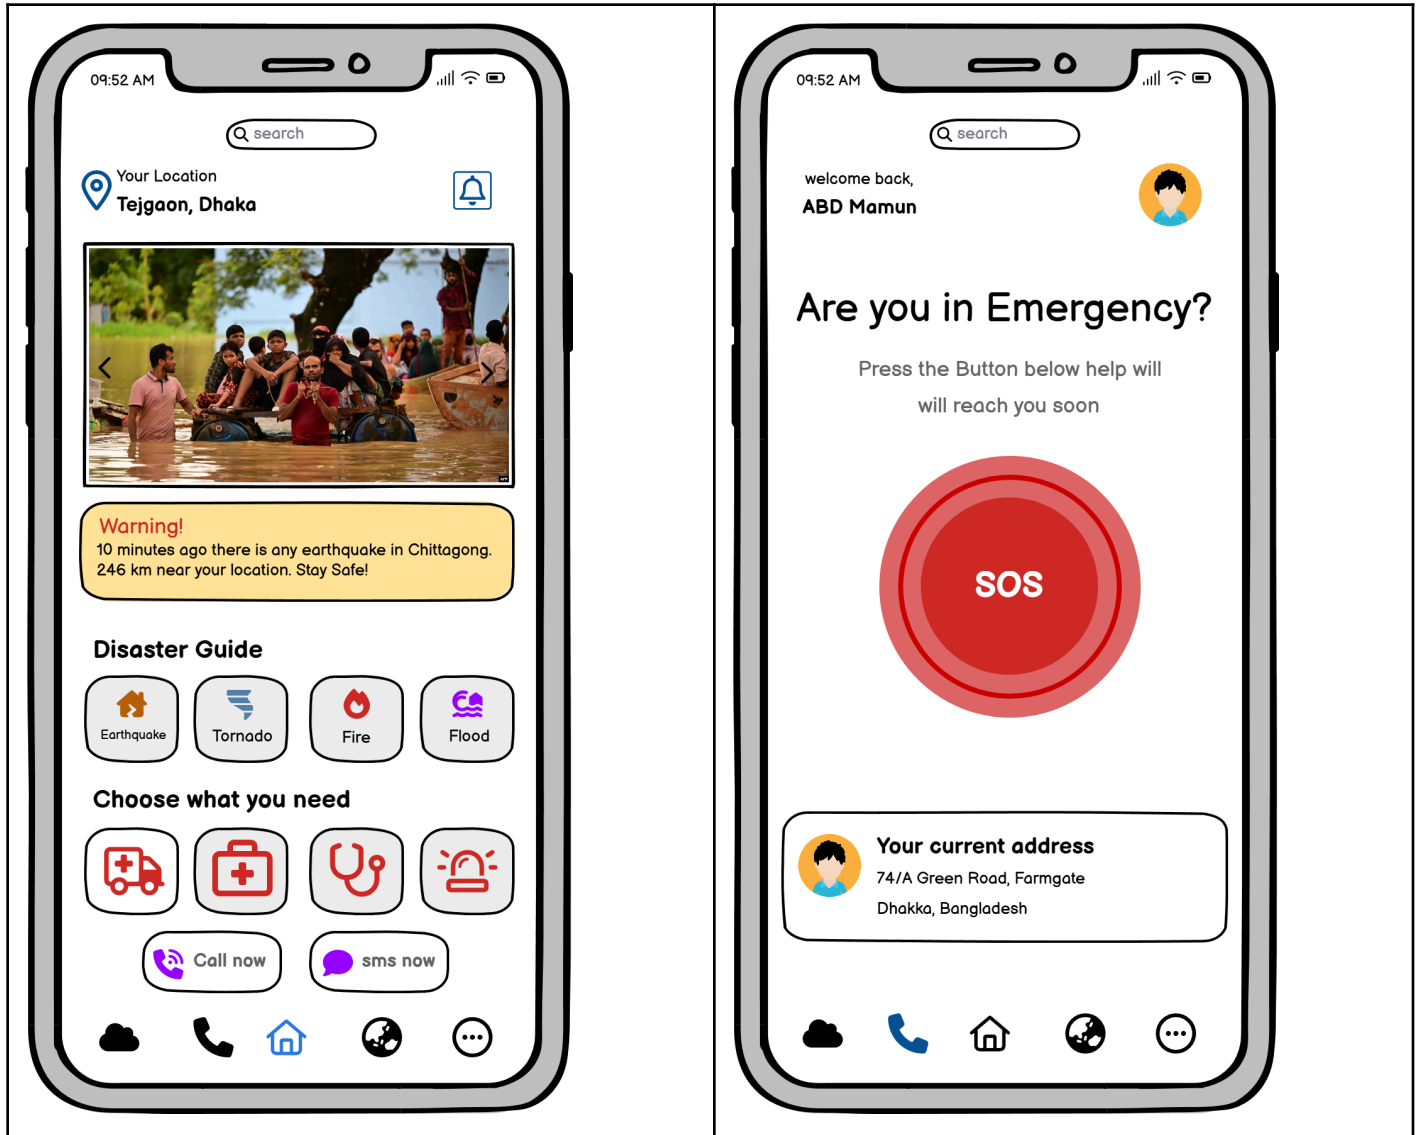 09:52 AM
search
Your Location
Tejgaon, Dhaka
AFP
Warning!
10 minutes ago there is any earthquake in Chittagong.
246 km near your location. Stay Safe!
Disaster Guide
Earthquake
Tornado
Fire
Flood
Choose what you need
Call now
sms now
09:52 AM
search
welcome back,
ABD Mamun
Are you in Emergency?
Press the Button below help will
will reach you soon
SOS
Your current address
74/A Green Road, Farmgate
Dhakka, Bangladesh